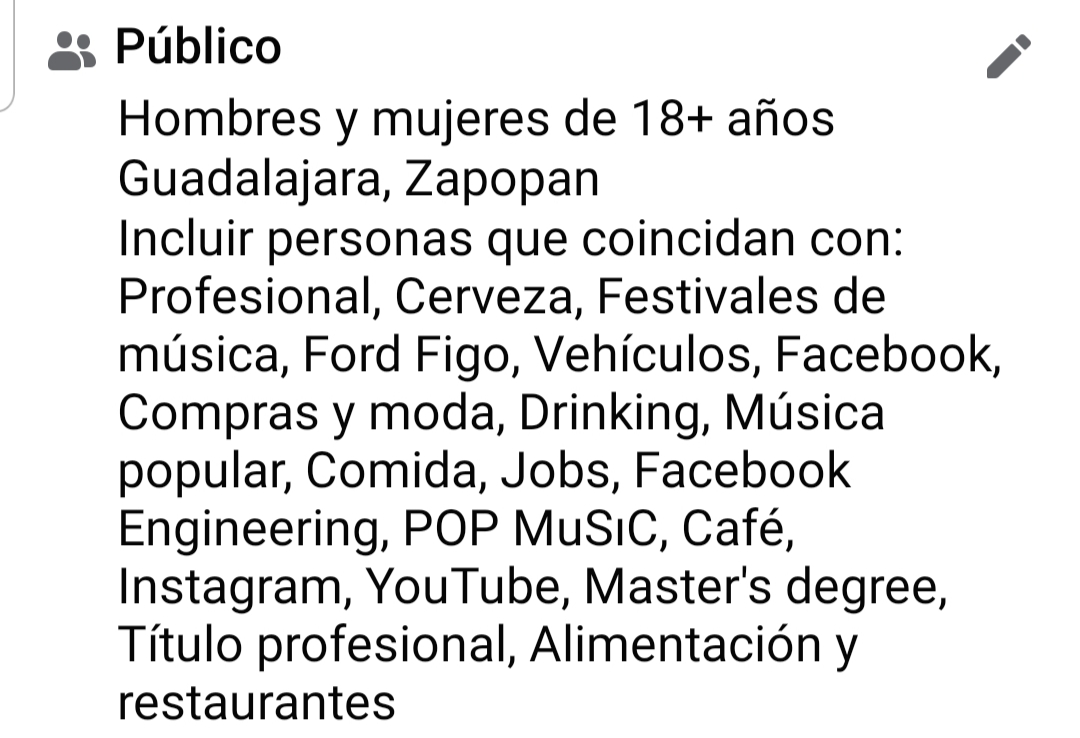 Público
Hombres y mujeres de 18+ años
Guadalajara, Zapopan
Incluir personas que coincidan con:
Profesional, Cerveza, Festivales de
música, Ford Figo, Vehículos, Facebook,
Compras y moda, Drinking, Música
popular, Comida, Jobs, Facebook
Engineering, POP MuSıC, Café,
Instagram, YouTube, Master's degree,
Título profesional, Alimentación y
restaurantes